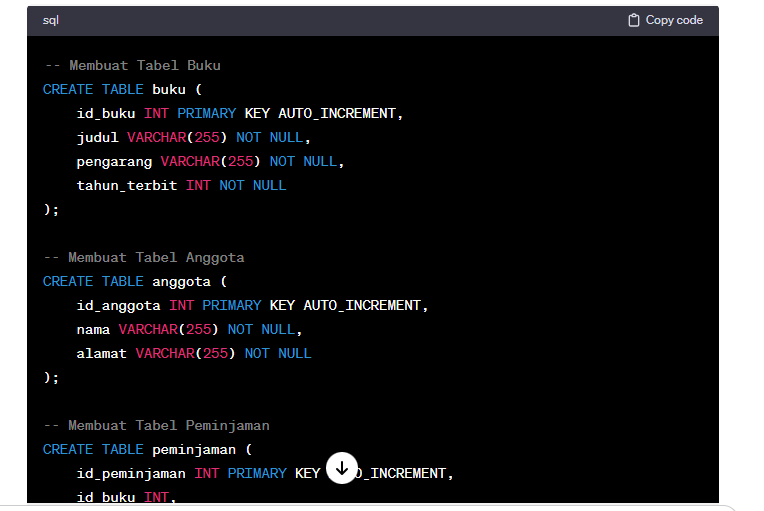 sql
Copy code
-- Membuat Tabel Buku
CREATE TABLE buku (
    id_buku INT PRIMARY KEY AUTO_INCREMENT,
    judul VARCHAR(255) NOT NULL,
    pengarang VARCHAR(255) NOT NULL,
    tahun_terbit INT NOT NULL
);
-- Membuat Tabel Anggota
CREATE TABLE anggota (
    id_anggota INT PRIMARY KEY AUTO_INCREMENT,
    nama VARCHAR(255) NOT NULL,
    alamat VARCHAR(255) NOT NULL
);
-- Membuat Tabel Peminjaman
CREATE TABLE peminjaman (
    id_peminjaman INT PRIMARY KEY O_INCREMENT,
    id_buku INT,